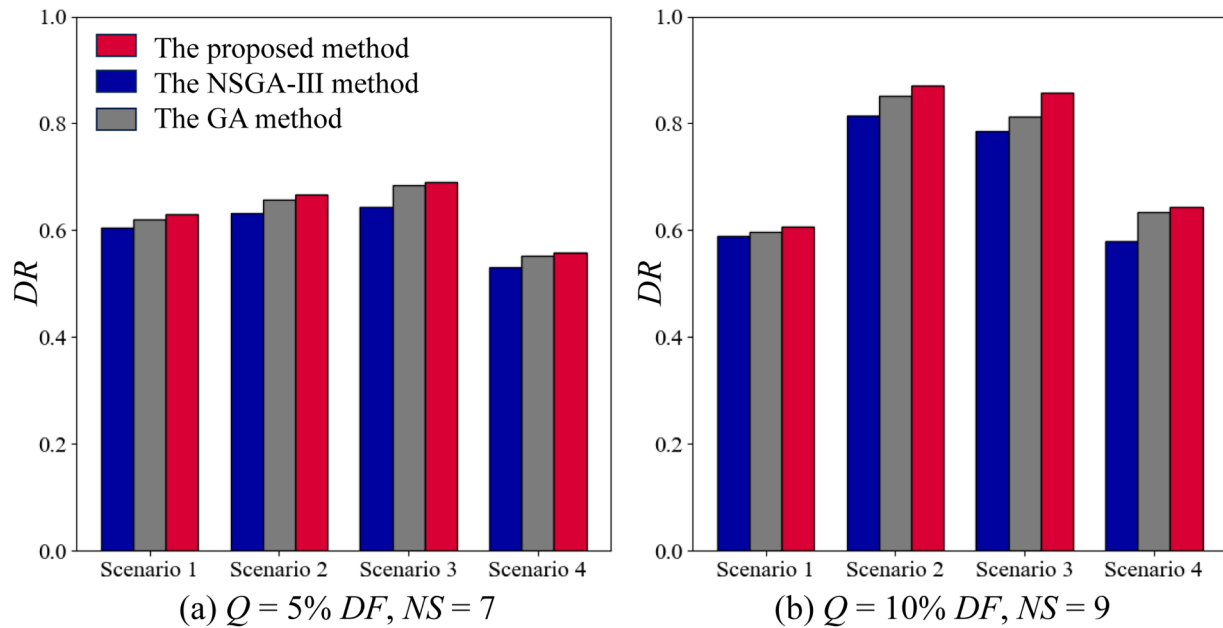 1.0
0.8
0.6
0.4
0.2
0.0
DR
The proposed method
The NSGA-III method
The GA method
Scenario 1 Scenario 2 Scenario 3 Scenario 4
(a) Q = 5% DF, NS = 7
1.0
0.8
0.6
0.4
0.2
0.0
DR
Scenario 1 Scenario 2 Scenario 3 Scenario 4
(b) Q = 10% DF, NS = 9